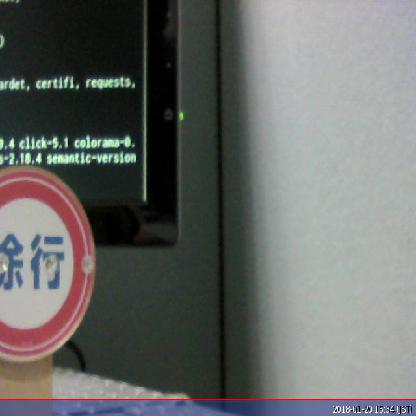 ardet, certifi, requests,
.4 click-5.1 colorama-0.
s-2.18.4 semantic-version
徐行